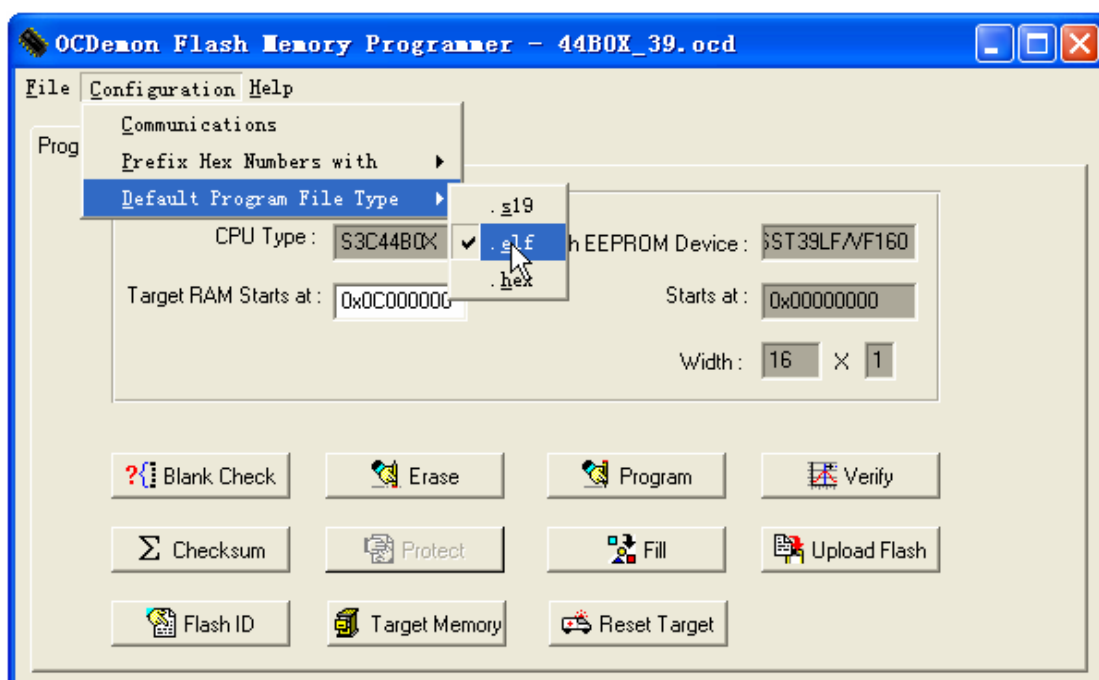 OCDemon Flash Memory Programmer - 44B0X_39.ocd
File Configuration Help
Communications
Prog
Prefix Hex Numbers with
Default Program File Type
.s19
CPU Type : S3C44B0X .elf h EEPROM Device : SST39LF/VF160
.hex
Target RAM Starts at : 0x0C000000 Starts at : 0x00000000
Width : 16 X 1
?{ Blank Check Erase Program Verify
Σ Checksum Protect Fill Upload Flash
Flash ID Target Memory Reset Target